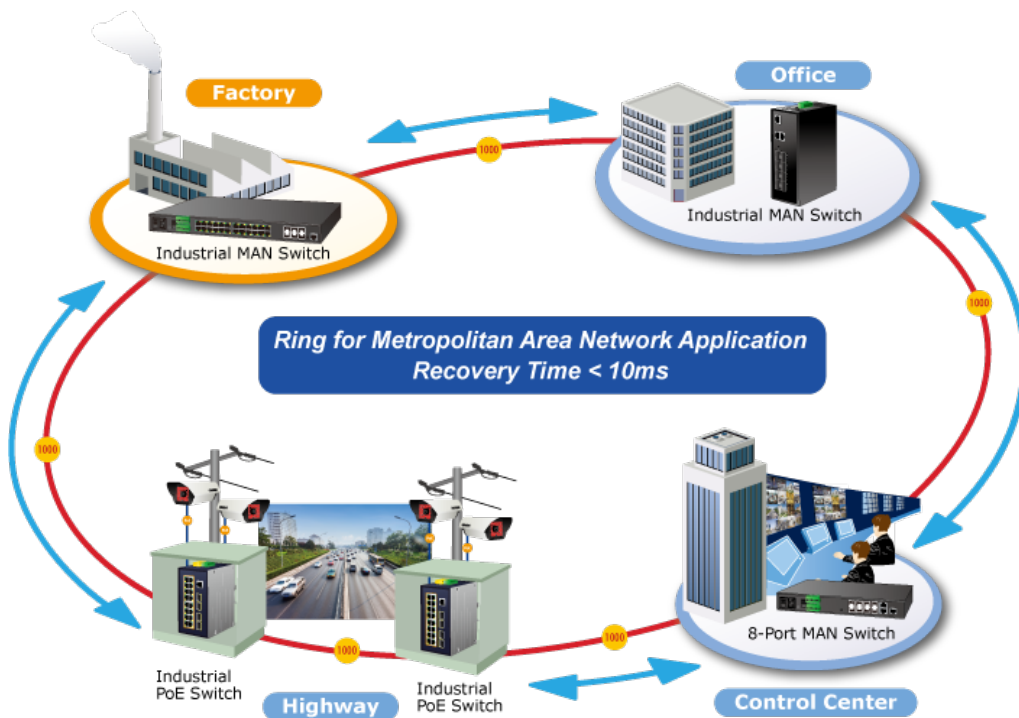 Office
Factory
1000
Industrial MAN Switch
Industrial MAN Switch
1000
Ring for Metropolitan Area Network Application
Recovery Time < 10ms
1000
8-Port MAN Switch
1000
1000
Industrial
PoE Switch
Industrial
PoE Switch
Highway
Control Center